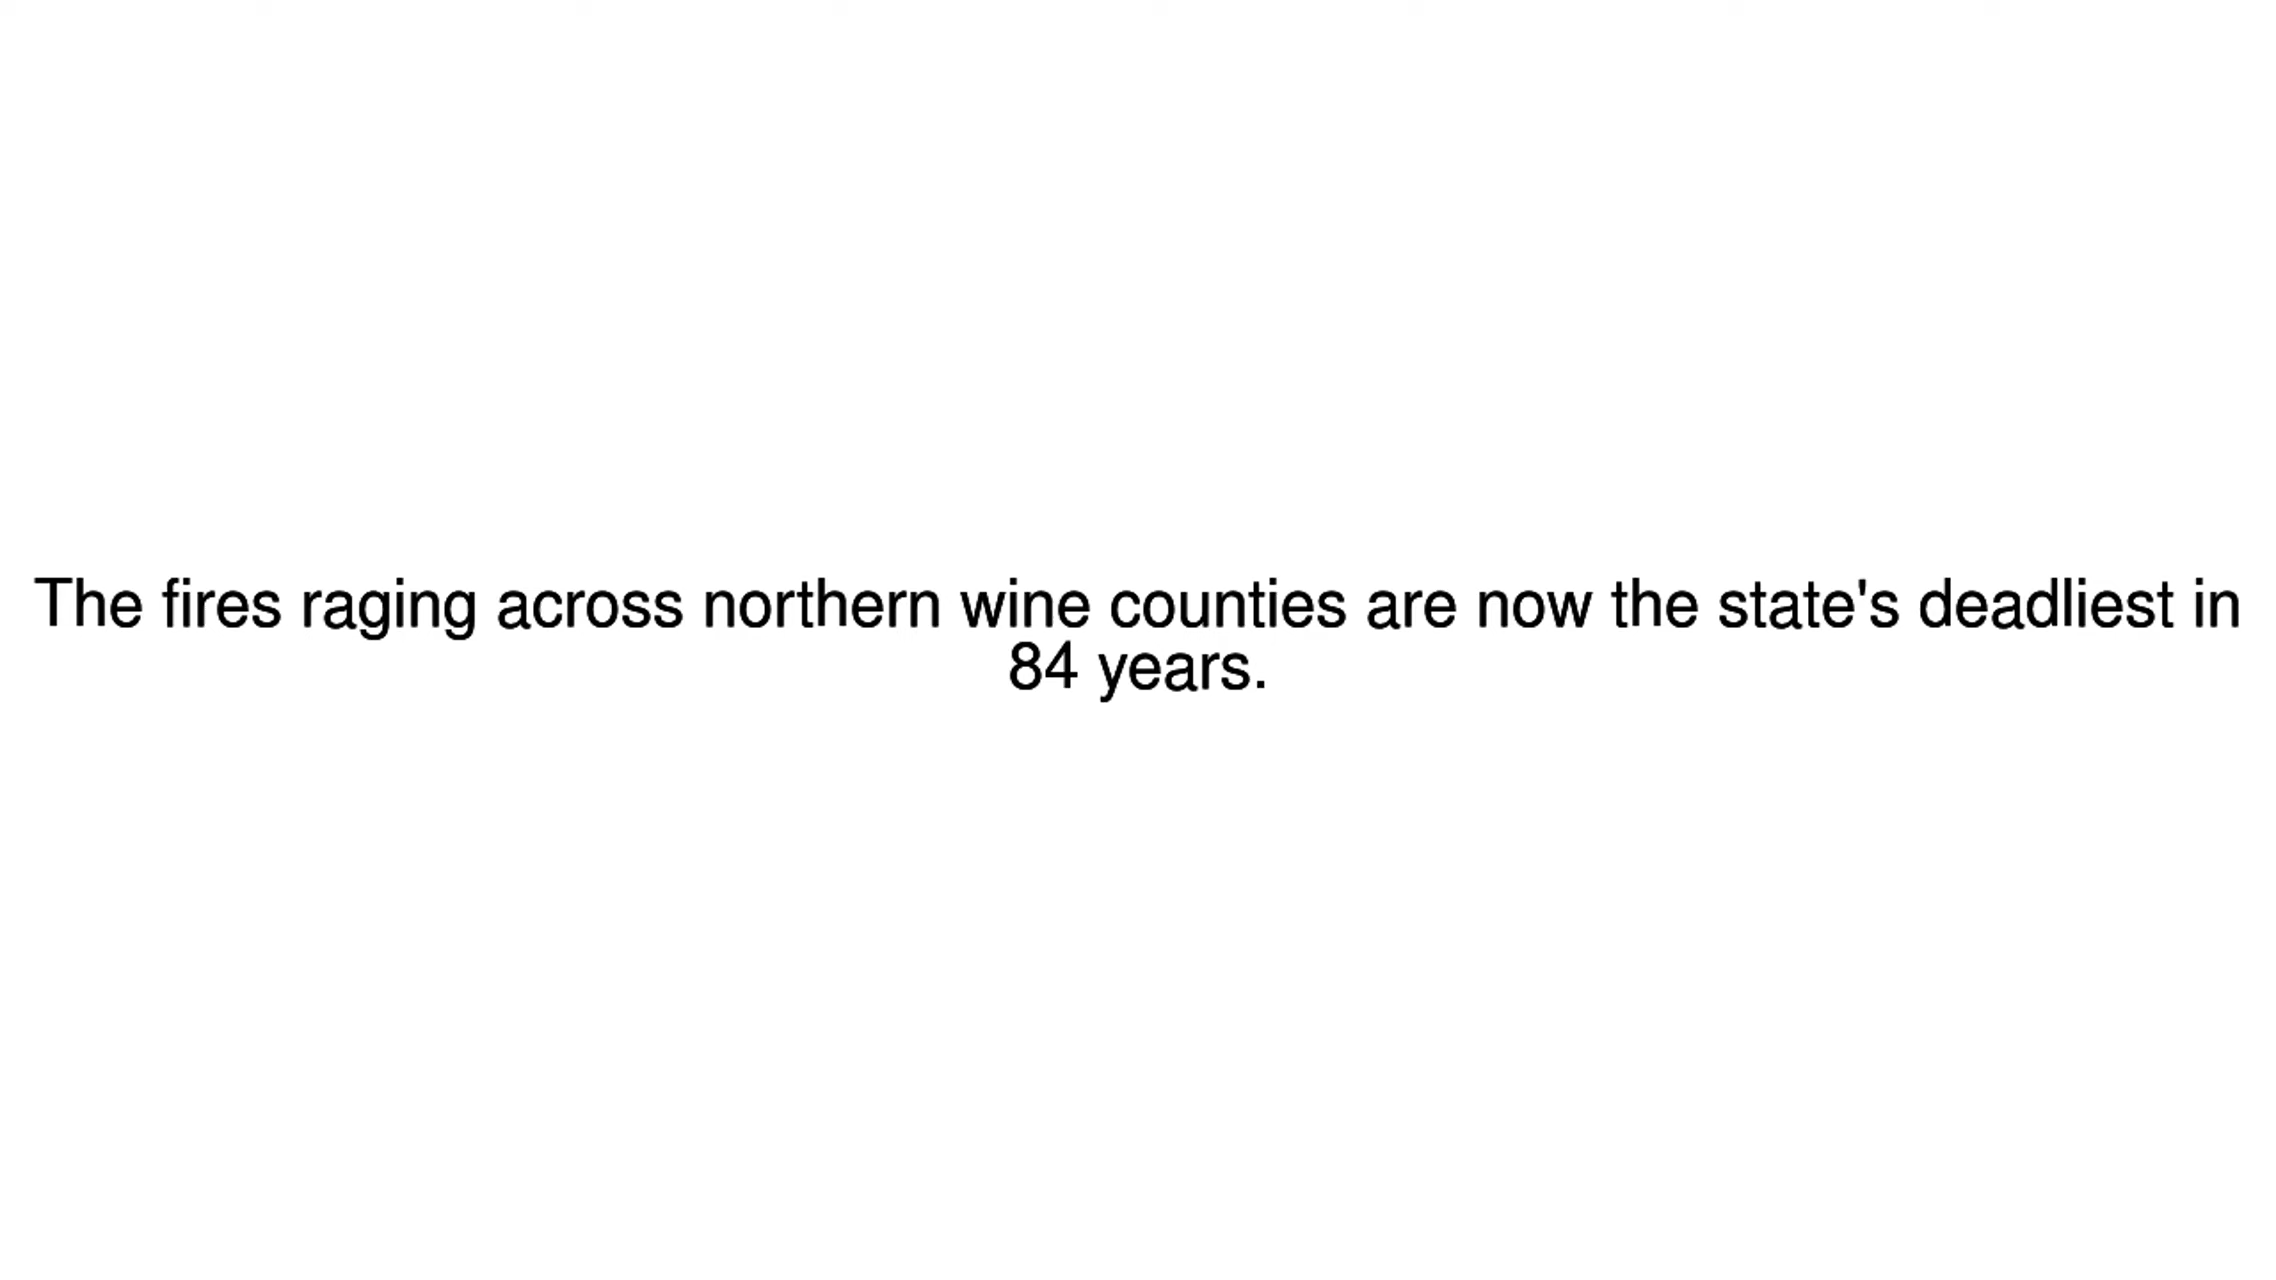 The fires raging across northern wine counties are now the state's deadliest in
84 years.